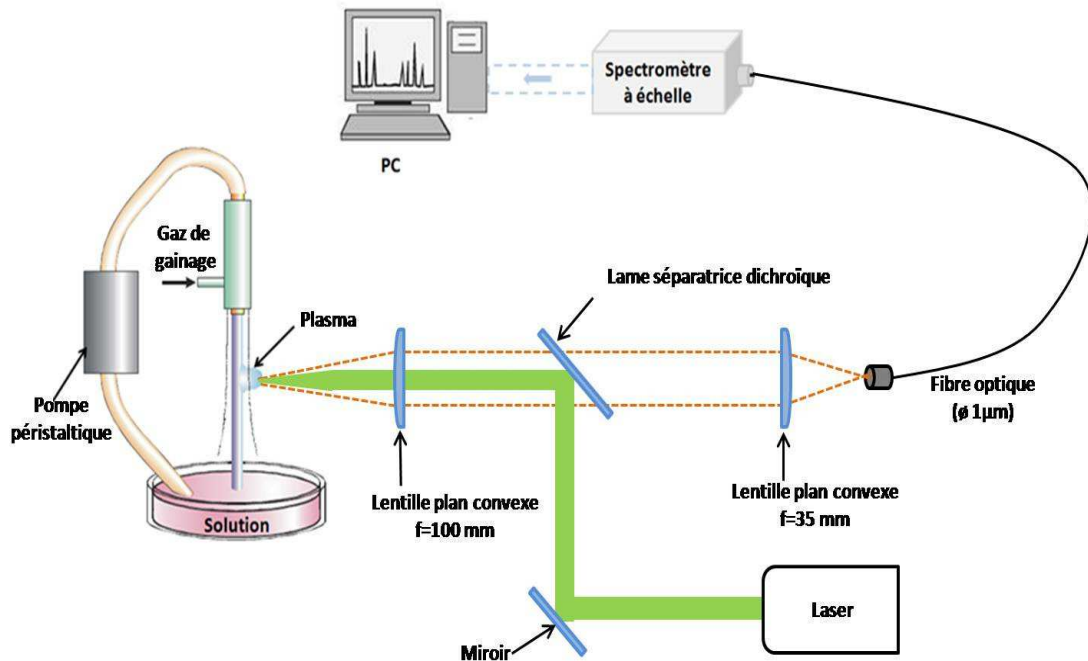 Spectromètre
à échelle
PC
Gaz de
gainage
Plasma
Lame séparatrice dichroïque
Pompe
péristaltique
Fibre optique
(ø 1µm)
Solution
Lentille plan convexe
f=100 mm
Lentille plan convexe
f=35 mm
Laser
Miroir